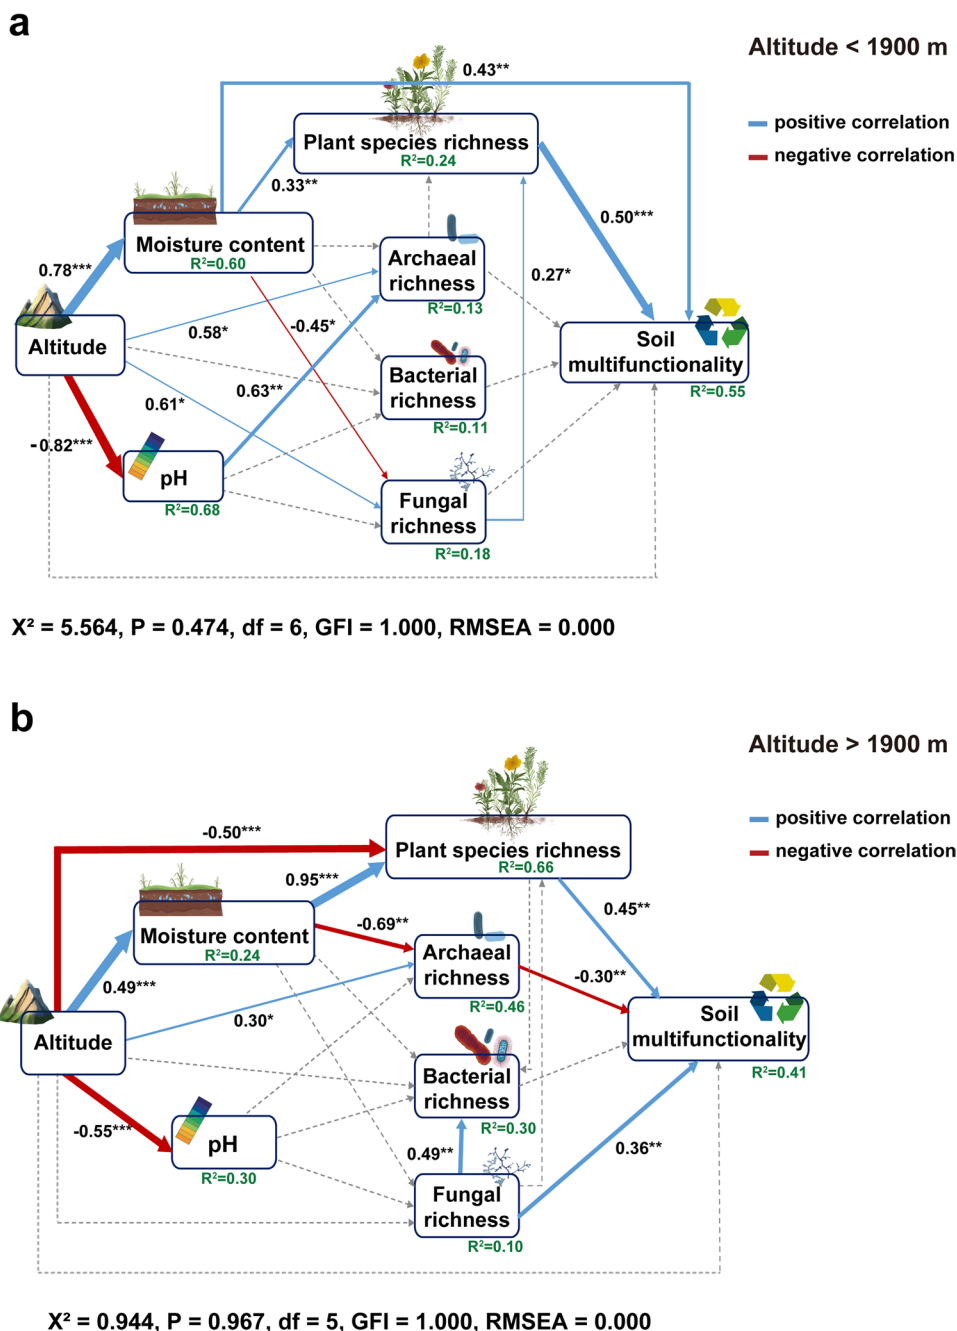 a
Altitude < 1900 m
0.43**
positive correlation
negative correlation
Plant species richness
R²=0.24
0.33**
Moisture content
R²=0.60
0.50***
Archaeal
richness
R²=0.13
0.78***
0.27*
0.58*
-0.45*
Altitude
Soil
multifunctionality
R²=0.55
Bacterial
richness
R²=0.11
0.63**
0.61*
-0.82***
pH
R²=0.68
Fungal
richness
R²=0.18
X² = 5.564, P = 0.474, df = 6, GFI = 1.000, RMSEA = 0.000
b
Altitude > 1900 m
positive correlation
negative correlation
-0.50***
Plant species richness
R²=0.66
0.95***
0.45**
Moisture content
R²=0.24
-0.69**
Archaeal
richness
R²=0.46
-0.30**
0.49***
0.30*
Altitude
Soil
multifunctionality
R²=0.41
Bacterial
richness
R²=0.30
-0.55***
pH
R²=0.30
0.49**
0.36**
Fungal
richness
R²=0.10
X² = 0.944, P = 0.967, df = 5, GFI = 1.000, RMSEA = 0.000